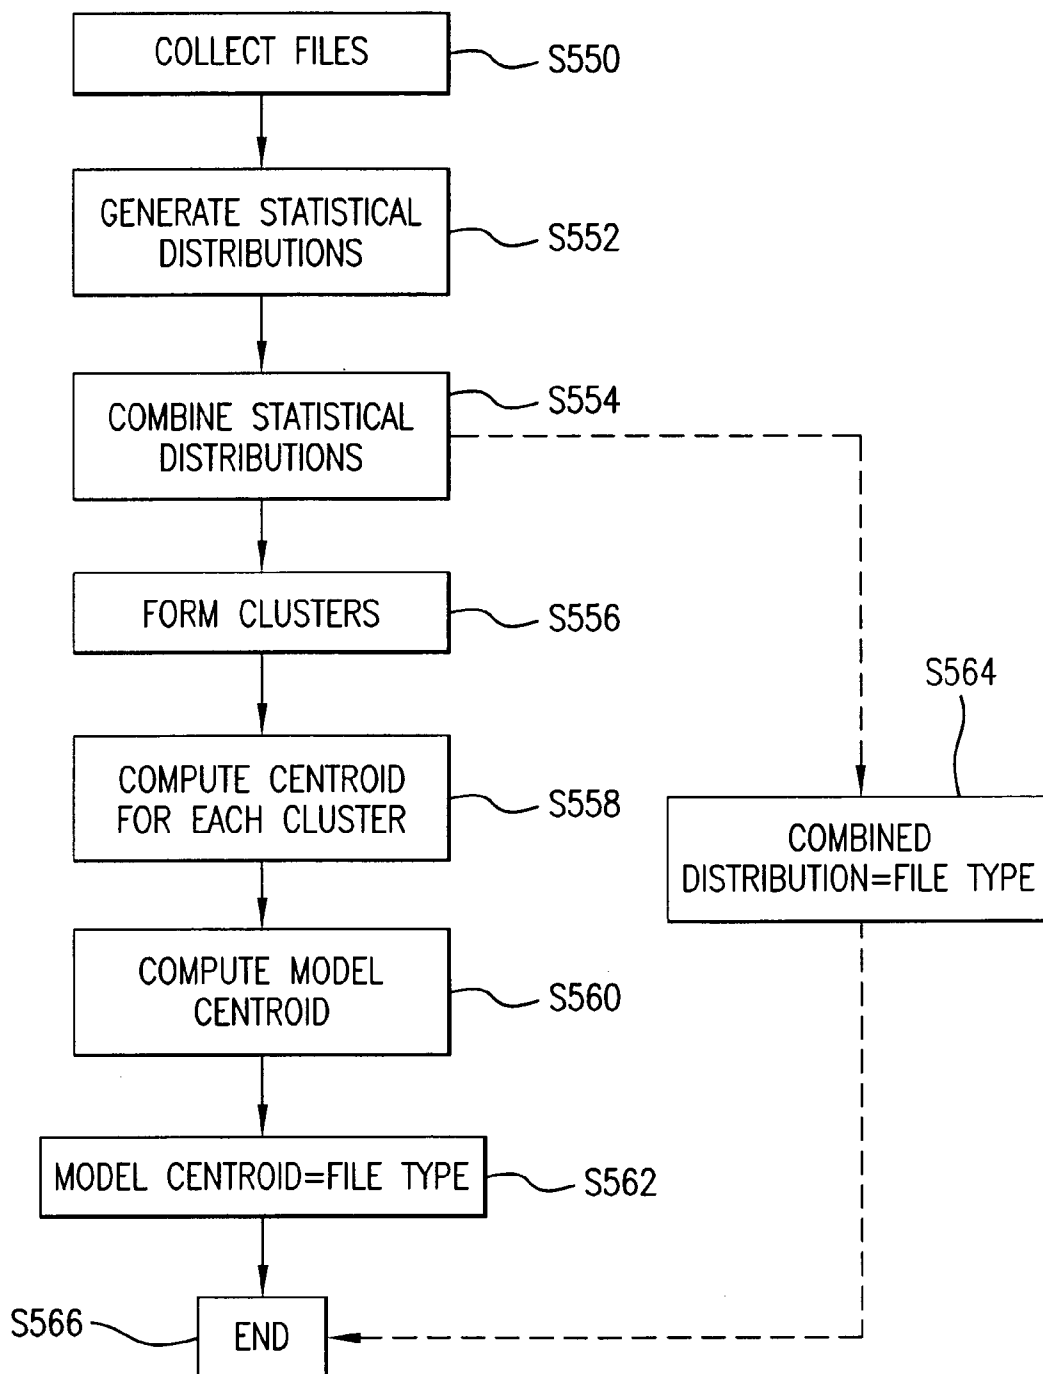 COLLECT FILES
S550
GENERATE STATISTICAL
DISTRIBUTIONS
S552
COMBINE STATISTICAL
DISTRIBUTIONS
S554
FORM CLUSTERS
S556
COMPUTE CENTROID
FOR EACH CLUSTER
S558
S564
COMBINED
DISTRIBUTION=FILE TYPE
COMPUTE MODEL
CENTROID
S560
MODEL CENTROID=FILE TYPE
S562
S566
END